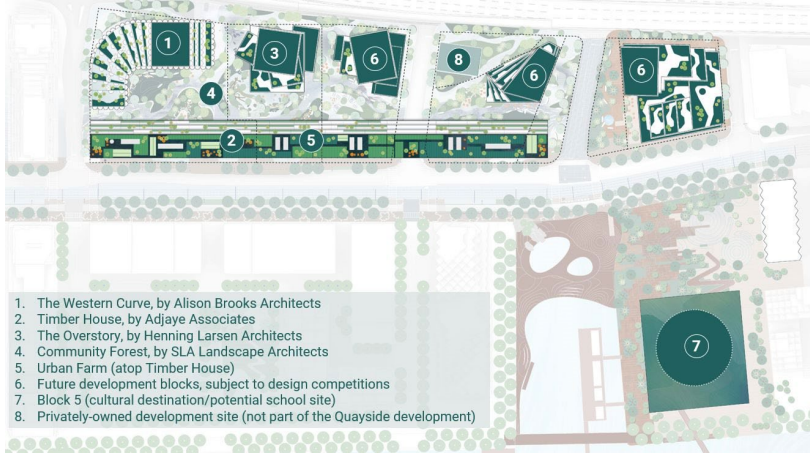 1
3
6
8
6
6
4
2
5
7
1. The Western Curve, by Alison Brooks Architects
2. Timber House, by Adjaye Associates
3. The Overstory, by Henning Larsen Architects
4. Community Forest, by SLA Landscape Architects
5. Urban Farm (atop Timber House)
6. Future development blocks, subject to design competitions
7. Block 5 (cultural destination/potential school site)
8. Privately-owned development site (not part of the Quayside development)